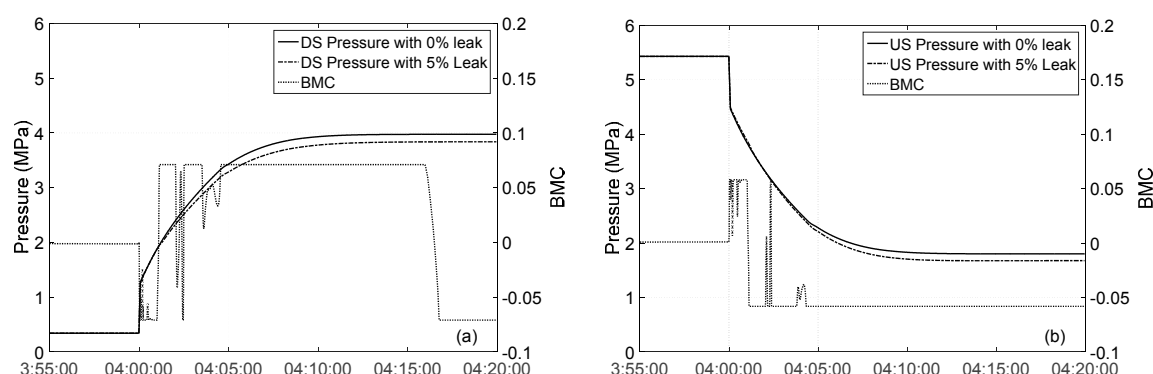 6
5
4
3
2
1
0
Pressure (MPa)
DS Pressure with 0% leak
DS Pressure with 5% Leak
BMC
0.2
0.15
0.1
0.05
0
-0.05
-0.1
BMC
(a)
3:55:00 04:00:00 04:05:00 04:10:00 04:15:00 04:20:00
6
5
4
3
2
1
0
Pressure (MPa)
US Pressure with 0% leak
US Pressure with 5% Leak
BMC
0.2
0.15
0.1
0.05
0
-0.05
-0.1
BMC
(b)
3:55:00 04:00:00 04:05:00 04:10:00 04:15:00 04:20:00